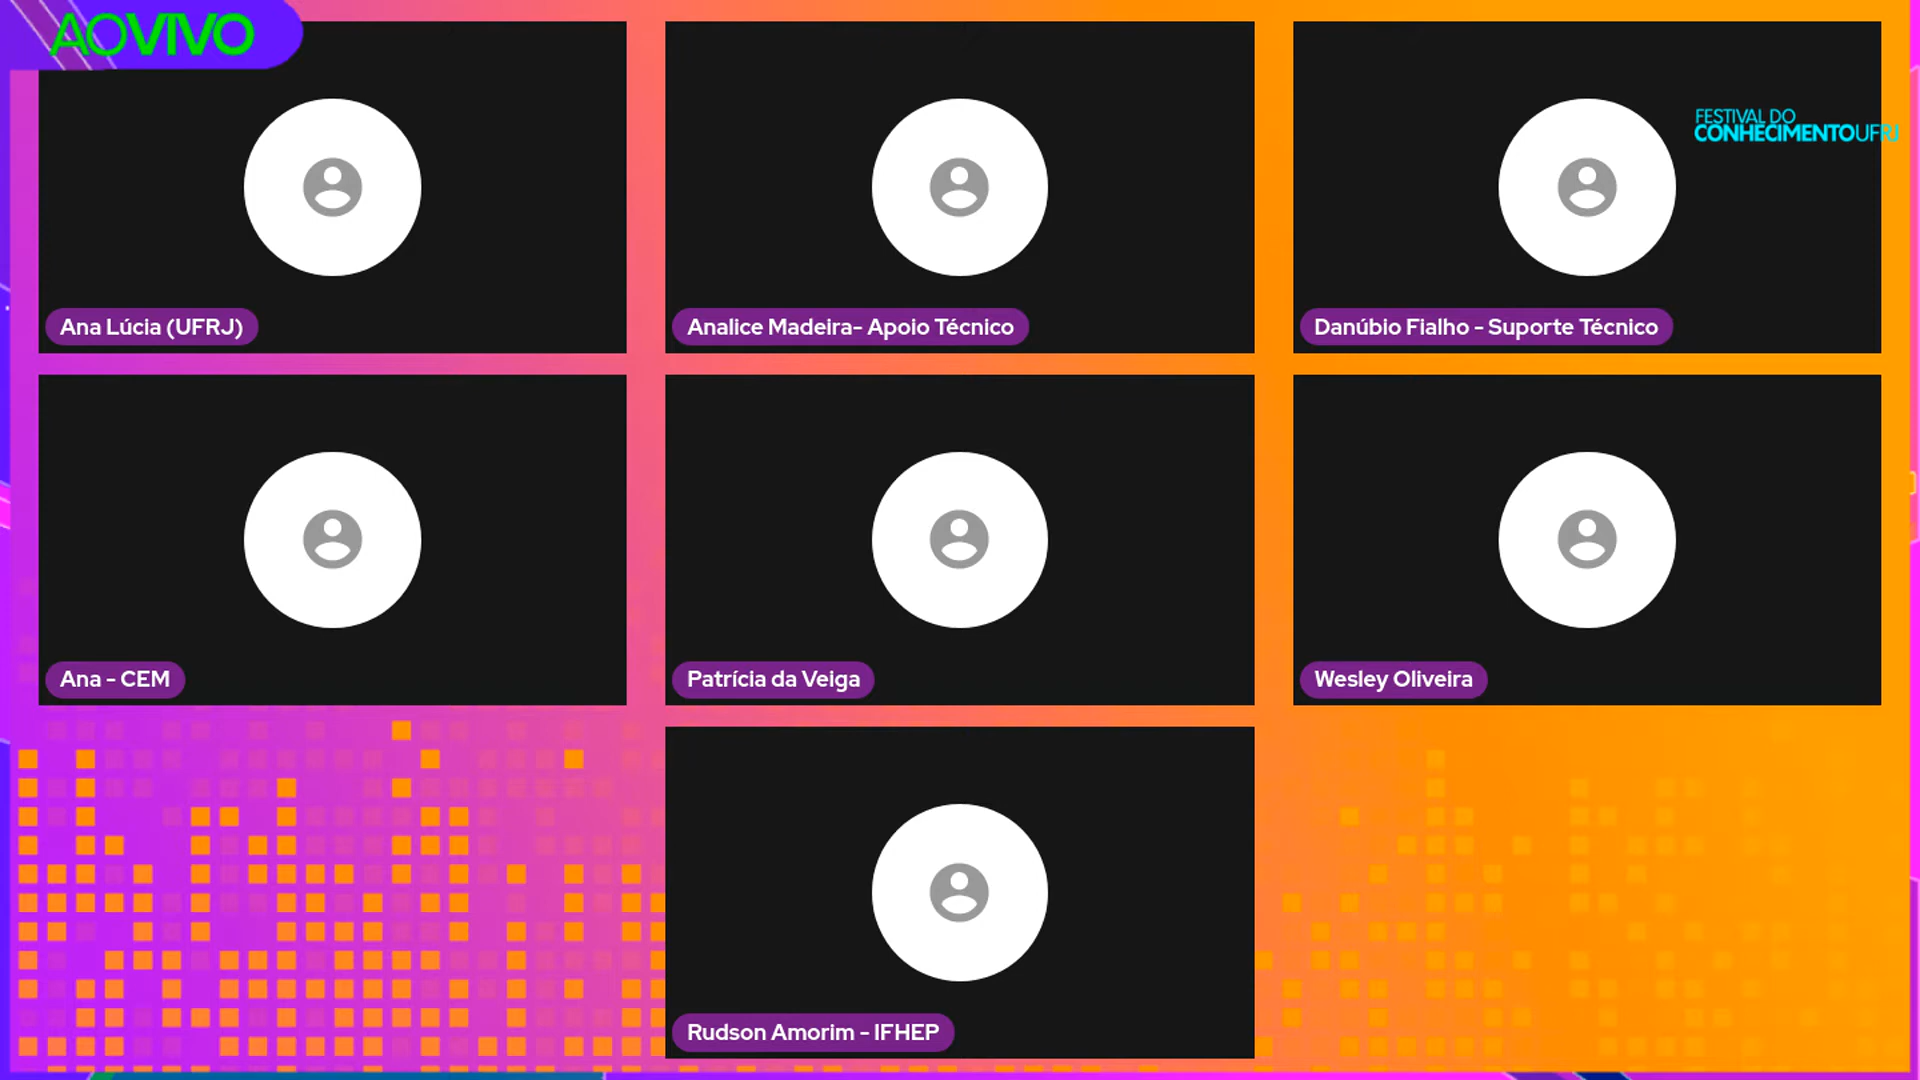 AOVIVO
FESTIVAL DO
CONHECIMENTOUFRJ
Ana Lúcia (UFRJ)
Analice Madeira- Apoio Técnico
Danúbio Fialho - Suporte Técnico
Ana - CEM
Patrícia da Veiga
Wesley Oliveira
Rudson Amorim - IFHEP